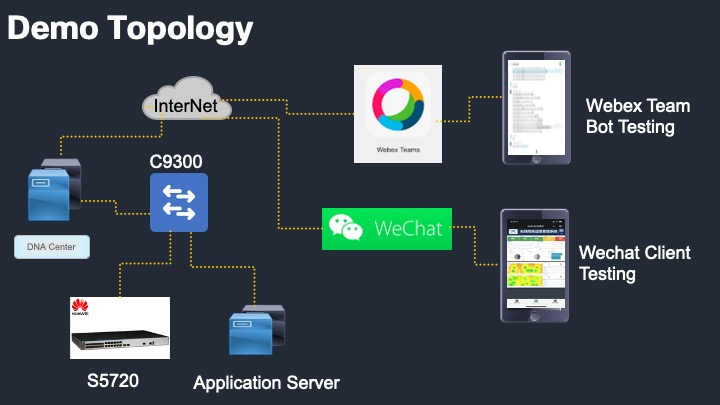 Demo Topology
InterNet
Webex Teams
Webex Team
Bot Testing
C9300
DNA Center
WeChat
Wechat Client
Testing
HUAWEI
S5720
Application Server